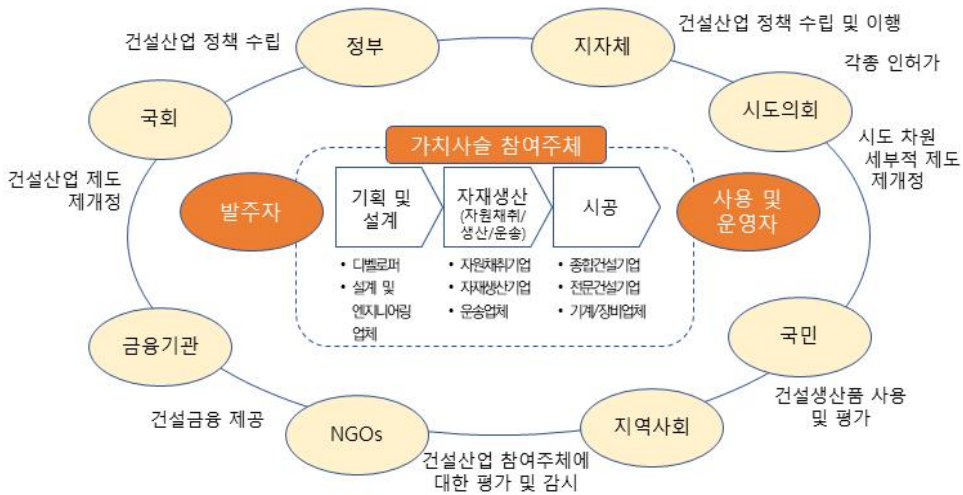 건설산업 정책 수립
정부
지자체
건설산업 정책 수립 및 이행
각종 인허가
국회
시도의회
건설산업 제도
제개정
시도 차원
세부적 제도
제개정
가치사슬 참여주체
발주자
기획 및
설계
자재생산
(자원채취/
생산/운송)
시공
사용 및
운영자
• 디벨로퍼
• 설계 및
엔지니어링
업체
• 자원채취기업
• 자재생산기업
• 운송업체
• 종합건설기업
• 전문건설기업
• 기계/장비업체
금융기관
국민
건설금융 제공
건설생산품 사용
및 평가
NGOs
지역사회
건설산업 참여주체에
대한 평가 및 감시